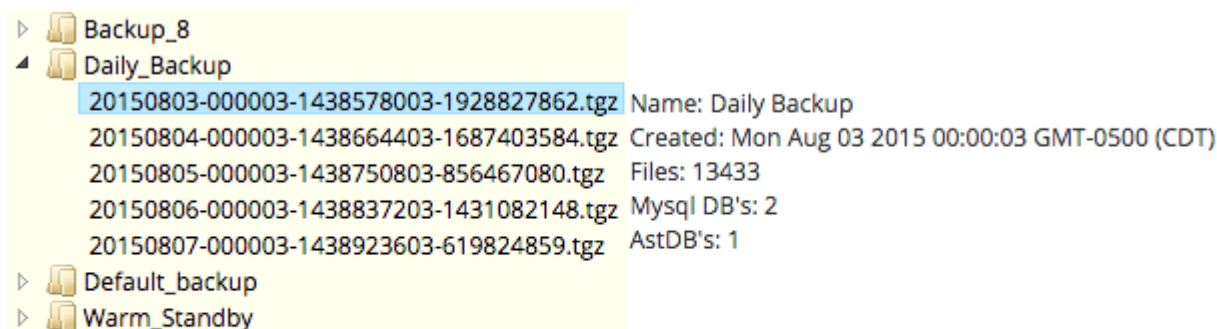 Backup_8
Daily_Backup
20150803-000003-1438578003-1928827862.tgz
20150804-000003-1438664403-1687403584.tgz
20150805-000003-1438750803-856467080.tgz
20150806-000003-1438837203-1431082148.tgz
20150807-000003-1438923603-619824859.tgz
Default_backup
Warm_Standby
Name: Daily Backup
Created: Mon Aug 03 2015 00:00:03 GMT-0500 (CDT)
Files: 13433
Mysql DB's: 2
AstDB's: 1